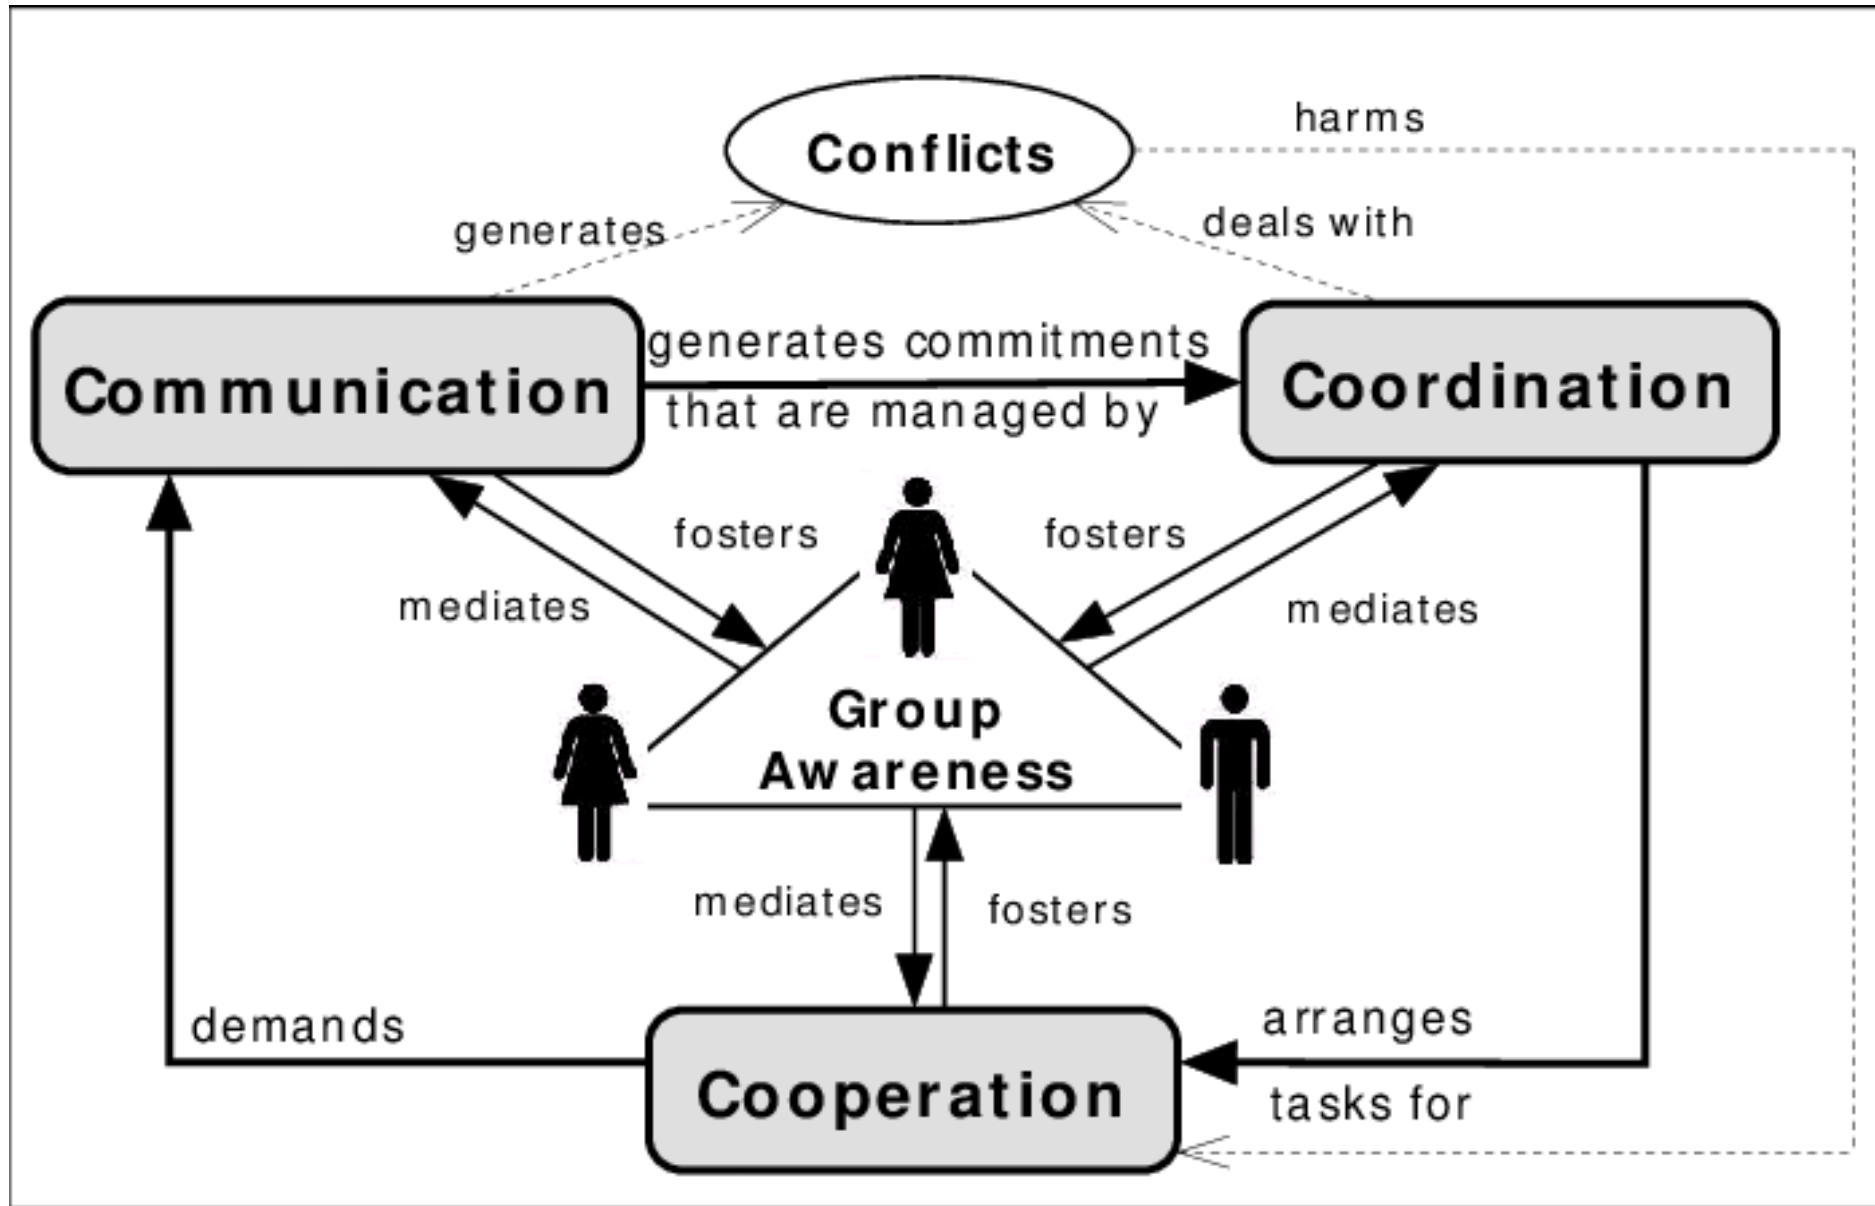 harms
Conflicts
generates
deals with
generates commitments
that are managed by
Communication
Coordination
fosters
fosters
mediates
mediates
Group
Awareness
mediates
fosters
demands
arranges
tasks for
Cooperation